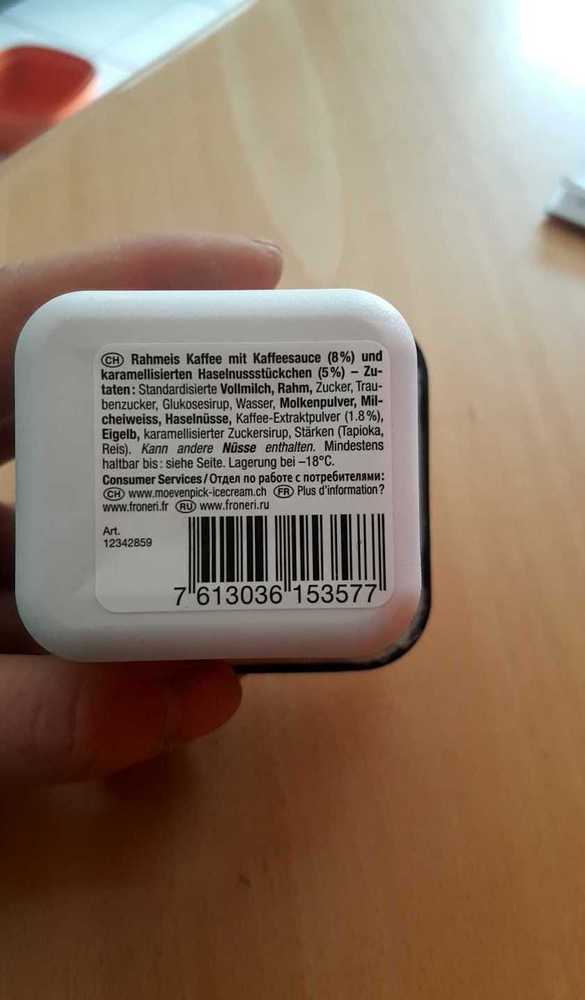 CH Rahmeis Kaffee mit Kaffeesauce (8%) und
karamellisierten Haselnussstückchen (5%) – Zu-
taten: Standardisierte Vollmilch, Rahm, Zucker, Trau-
benzucker, Glukosesirup, Wasser, Molkenpulver, Mil-
cheiweiss, Haselnüsse, Kaffee-Extraktpulver (1.8%),
Eigelb, karamellisierter Zuckersirup, Stärken (Tapioka,
Reis). Kann andere Nüsse enthalten. Mindestens
haltbar bis: siehe Seite. Lagerung bei –18°C.
Consumer Services/Отдел по работе с потребителями:
CH www.moevenpick-icecream.ch FR Plus d'information?
www.froneri.fr RU www.froneri.ru
Art.
12342859
7 613036 153577